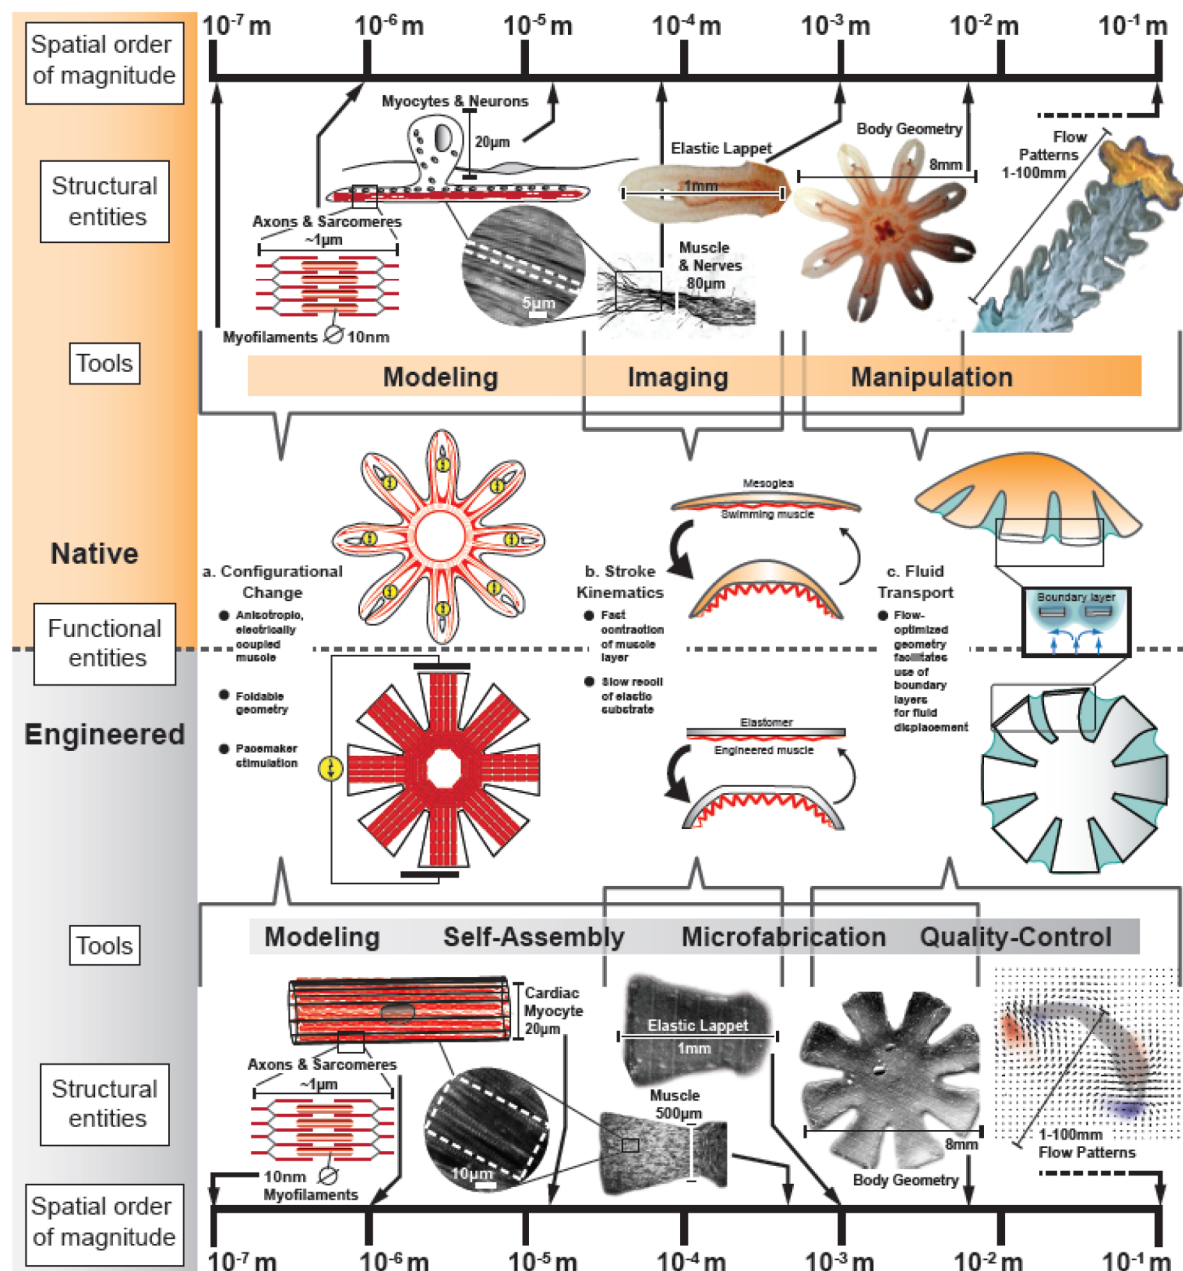 10⁻⁷ m 10⁻⁶ m 10⁻⁵ m 10⁻⁴ m 10⁻³ m 10⁻² m 10⁻¹ m
Spatial order
of magnitude
Myocytes & Neurons
20µm
Elastic Lappet
1mm
Body Geometry
8mm
Flow
Patterns
1-100mm
Structural
entities
Axons & Sarcomeres
~1µm
5µm
Muscle
& Nerves
80µm
Myofilaments 10nm
Tools
Modeling Imaging Manipulation
Native
a. Configurational
Change
Anisotropic,
electrically
coupled
muscle
Foldable
geometry
Pacemaker
stimulation
Mesoglea
Swimming muscle
b. Stroke
Kinematics
Fast
contraction
of muscle
layer
Slow recoil
of elastic
substrate
c. Fluid
Transport
Flow-
optimized
geometry
facilitates
use of
boundary
layers
for fluid
displacement
Boundary layer
Functional
entities
Engineered
Elastomer
Engineered muscle
Tools
Modeling Self-Assembly Microfabrication Quality-Control
Cardiac
Myocyte
20µm
Elastic Lappet
1mm
Structural
entities
Axons & Sarcomeres
~1µm
10µm
Muscle
500µm
8mm
Body Geometry
1-100mm
Flow Patterns
10nm
Myofilaments
Spatial order
of magnitude
10⁻⁷ m 10⁻⁶ m 10⁻⁵ m 10⁻⁴ m 10⁻³ m 10⁻² m 10⁻¹ m